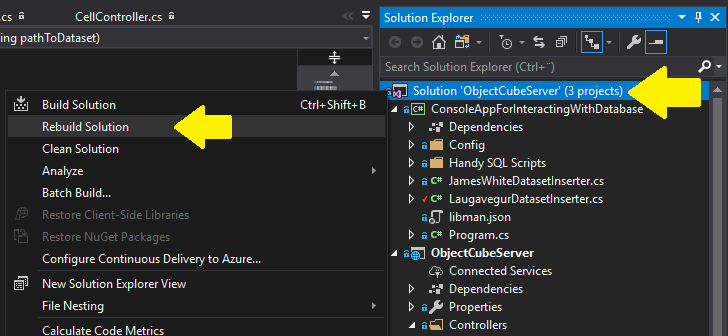 .cs
CellController.cs
ing pathToDataset)
Build Solution Ctrl+Shift+B
Rebuild Solution
Clean Solution
Analyze
Batch Build...
Restore Client-Side Libraries
Restore NuGet Packages
Configure Continuous Delivery to Azure...
New Solution Explorer View
File Nesting
Calculate Code Metrics
Solution Explorer
Search Solution Explorer (Ctrl+¨)
Solution 'ObjectCubeServer' (3 projects)
C# ConsoleAppForInteractingWithDatabase
Dependencies
Config
Handy SQL Scripts
C# JamesWhiteDatasetInserter.cs
C# LaugavegurDatasetInserter.cs
libman.json
C# Program.cs
ObjectCubeServer
Connected Services
Dependencies
Properties
Controllers